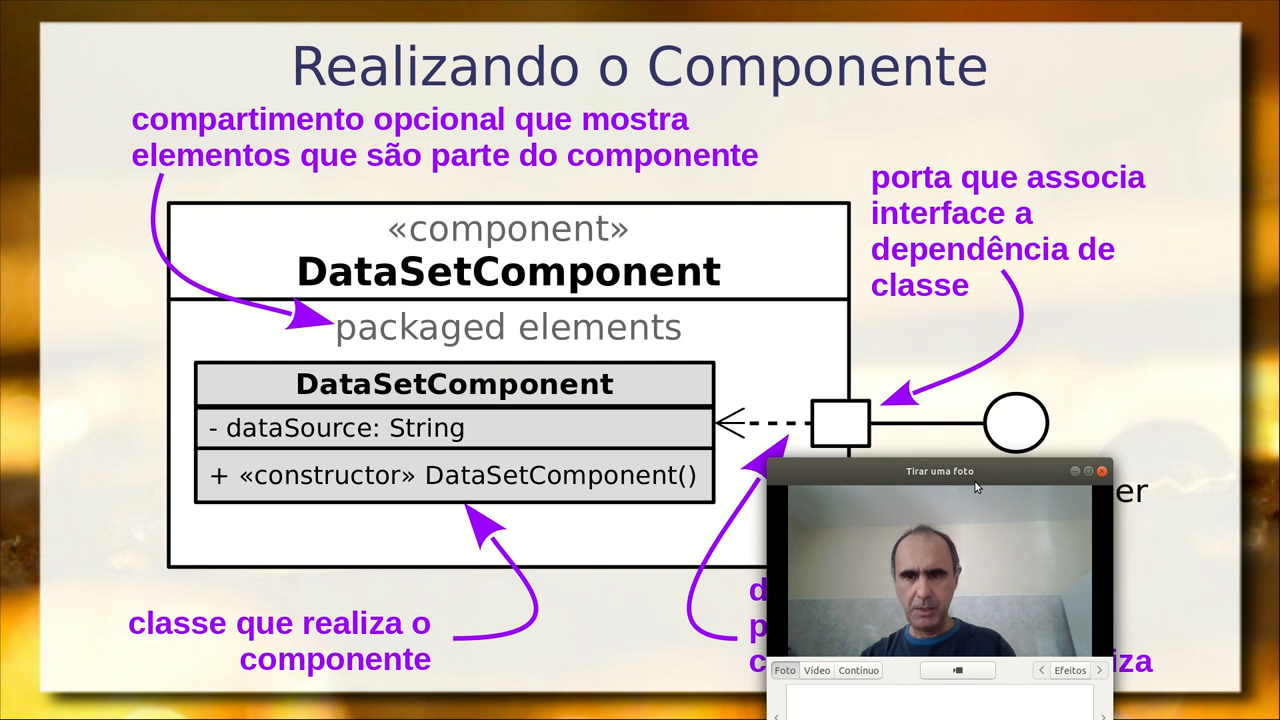 Realizando o Componente
compartimento opcional que mostra
elementos que são parte do componente
porta que associa
interface a
dependência de
classe
«component»
DataSetComponent
packaged elements
DataSetComponent
- dataSource: String
+ «constructor» DataSetComponent()
classe que realiza o
componente
Tirar uma foto
Foto Vídeo Contínuo
Efeitos